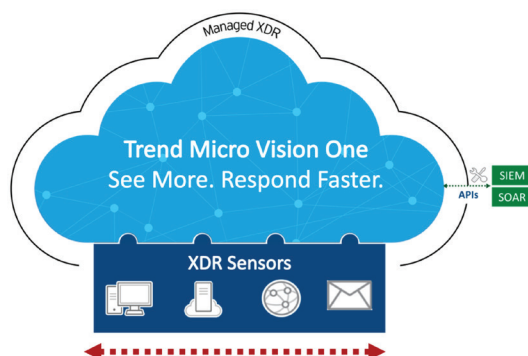 Managed XDR
Trend Micro Vision One
See More. Respond Faster.
SIEM
APIs
SOAR
XDR Sensors